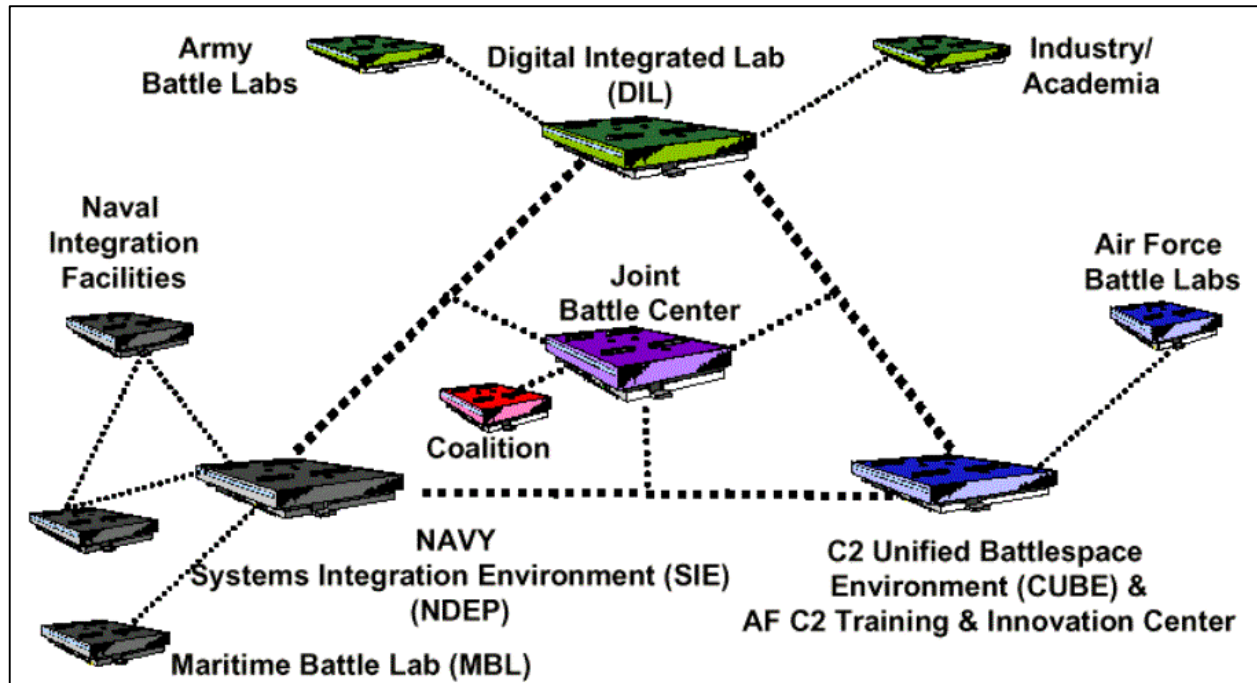 Army
Battle Labs
Digital Integrated Lab
(DIL)
Industry/
Academia
Naval
Integration
Facilities
Joint
Battle Center
Air Force
Battle Labs
Coalition
NAVY
Systems Integration Environment (SIE)
(NDEP)
C2 Unified Battlespace
Environment (CUBE) &
AF C2 Training & Innovation Center
Maritime Battle Lab (MBL)